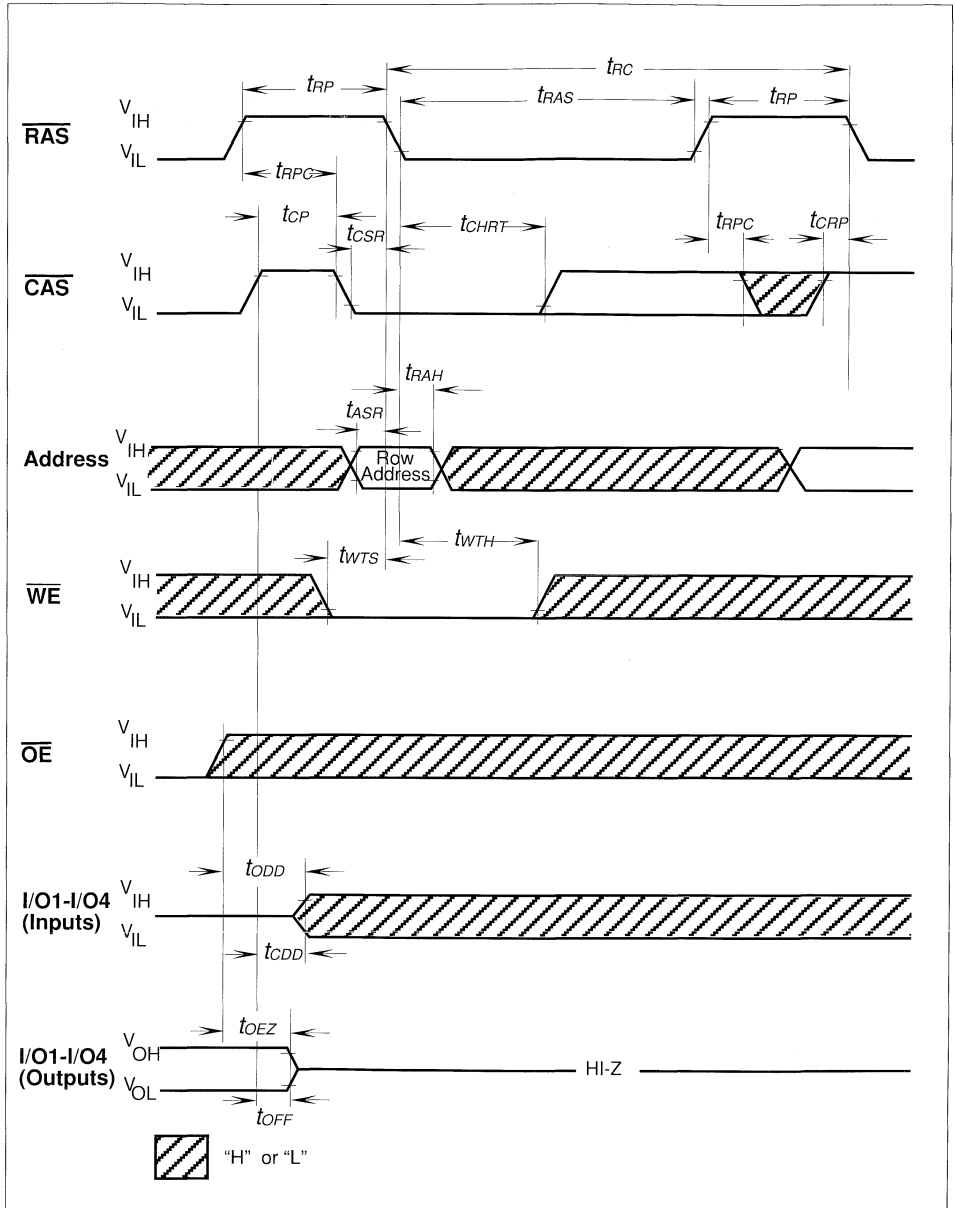 tRC
tRP
tRAS
tRP
RAS
VIH
VIL
tRPC
tCP
tCSR
tCHRT
tRPC
tCRP
CAS
VIH
VIL
tRAH
tASR
Address
VIH
VIL
Row
Address
tWTS
tWTH
WE
VIH
VIL
OE
VIH
VIL
tODD
I/O1-I/O4
(Inputs)
VIH
VIL
tCDD
tOEZ
I/O1-I/O4
(Outputs)
VOH
VOL
HI-Z
tOFF
“H” or “L”